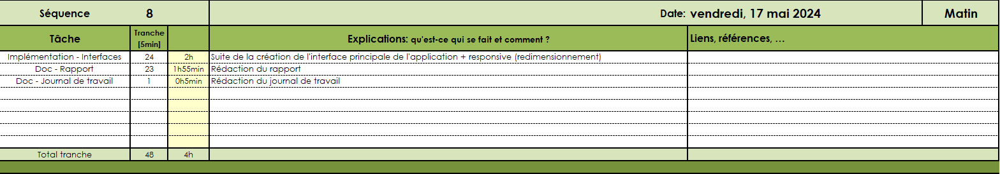 Séquence 8 Date: vendredi, 17 mai 2024 Matin
Tâche Tranche [5min] Explications: qu'est-ce qui se fait et comment ? Liens, références, ...
Implémentation - Interfaces 24 2h Suite de la création de l'interface principale de l'application + responsive (redimensionnement)
Doc - Rapport 23 1h55min Rédaction du rapport
Doc - Journal de travail 1 0h5min Rédaction du journal de travail
Total tranche 48 4h